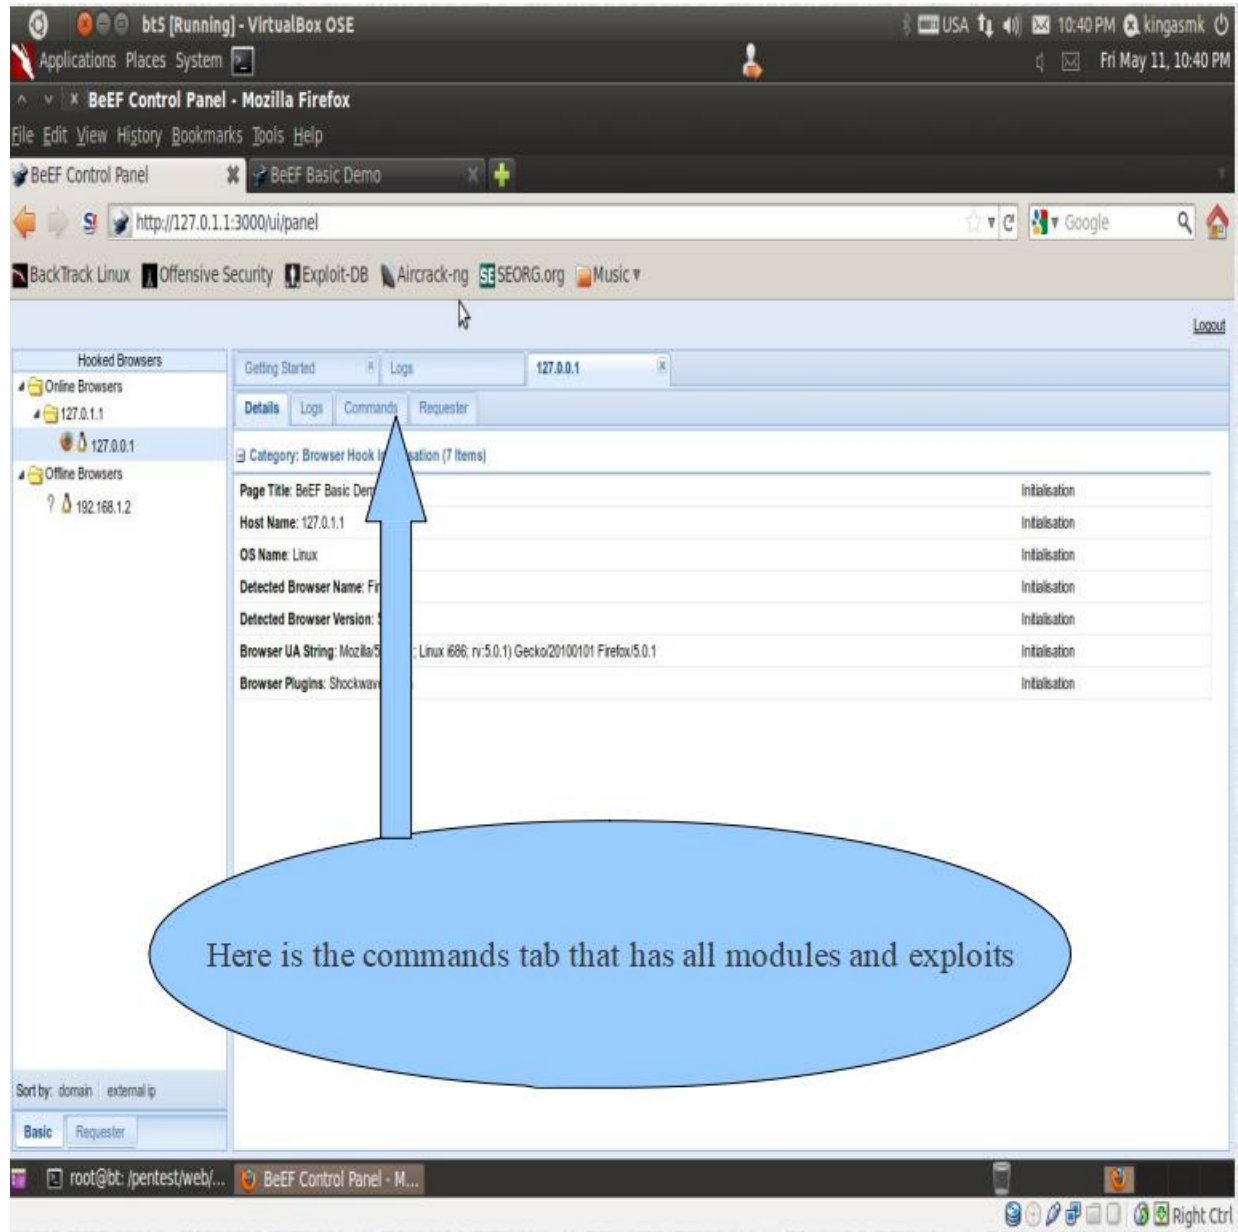 bt5 [Running] - VirtualBox OSE USA 10:40 PM kingasmk
Applications Places System Fri May 11, 10:40 PM
BeEF Control Panel - Mozilla Firefox
File Edit View History Bookmarks Tools Help
BeEF Control Panel BeEF Basic Demo
http://127.0.1.1:3000/ui/panel Google
BackTrack Linux Offensive Security Exploit-DB Aircrack-ng SEORG.org Music
Logout
Hooked Browsers
Online Browsers
127.0.1.1
127.0.0.1
Offline Browsers
? 192.168.1.2
Getting Started Logs 127.0.0.1
Details Logs Commands Requester
Category: Browser Hook (7 Items)
Page Title: BeEF Basic Initialisation
Host Name: 127.0.1.1 Initialisation
OS Name: Linux Initialisation
Detected Browser Name: Initialisation
Detected Browser Version: Initialisation
Browser UA String: Mozilla/5 ; Linux i686; rv:5.0.1) Gecko/20100101 Firefox/5.0.1 Initialisation
Browser Plugins: Shockwave Initialisation
Here is the commands tab that has all modules and exploits
Sort by: domain external ip
Basic Requester
root@bt: /pentest/web/... BeEF Control Panel - M...
Right Ctrl